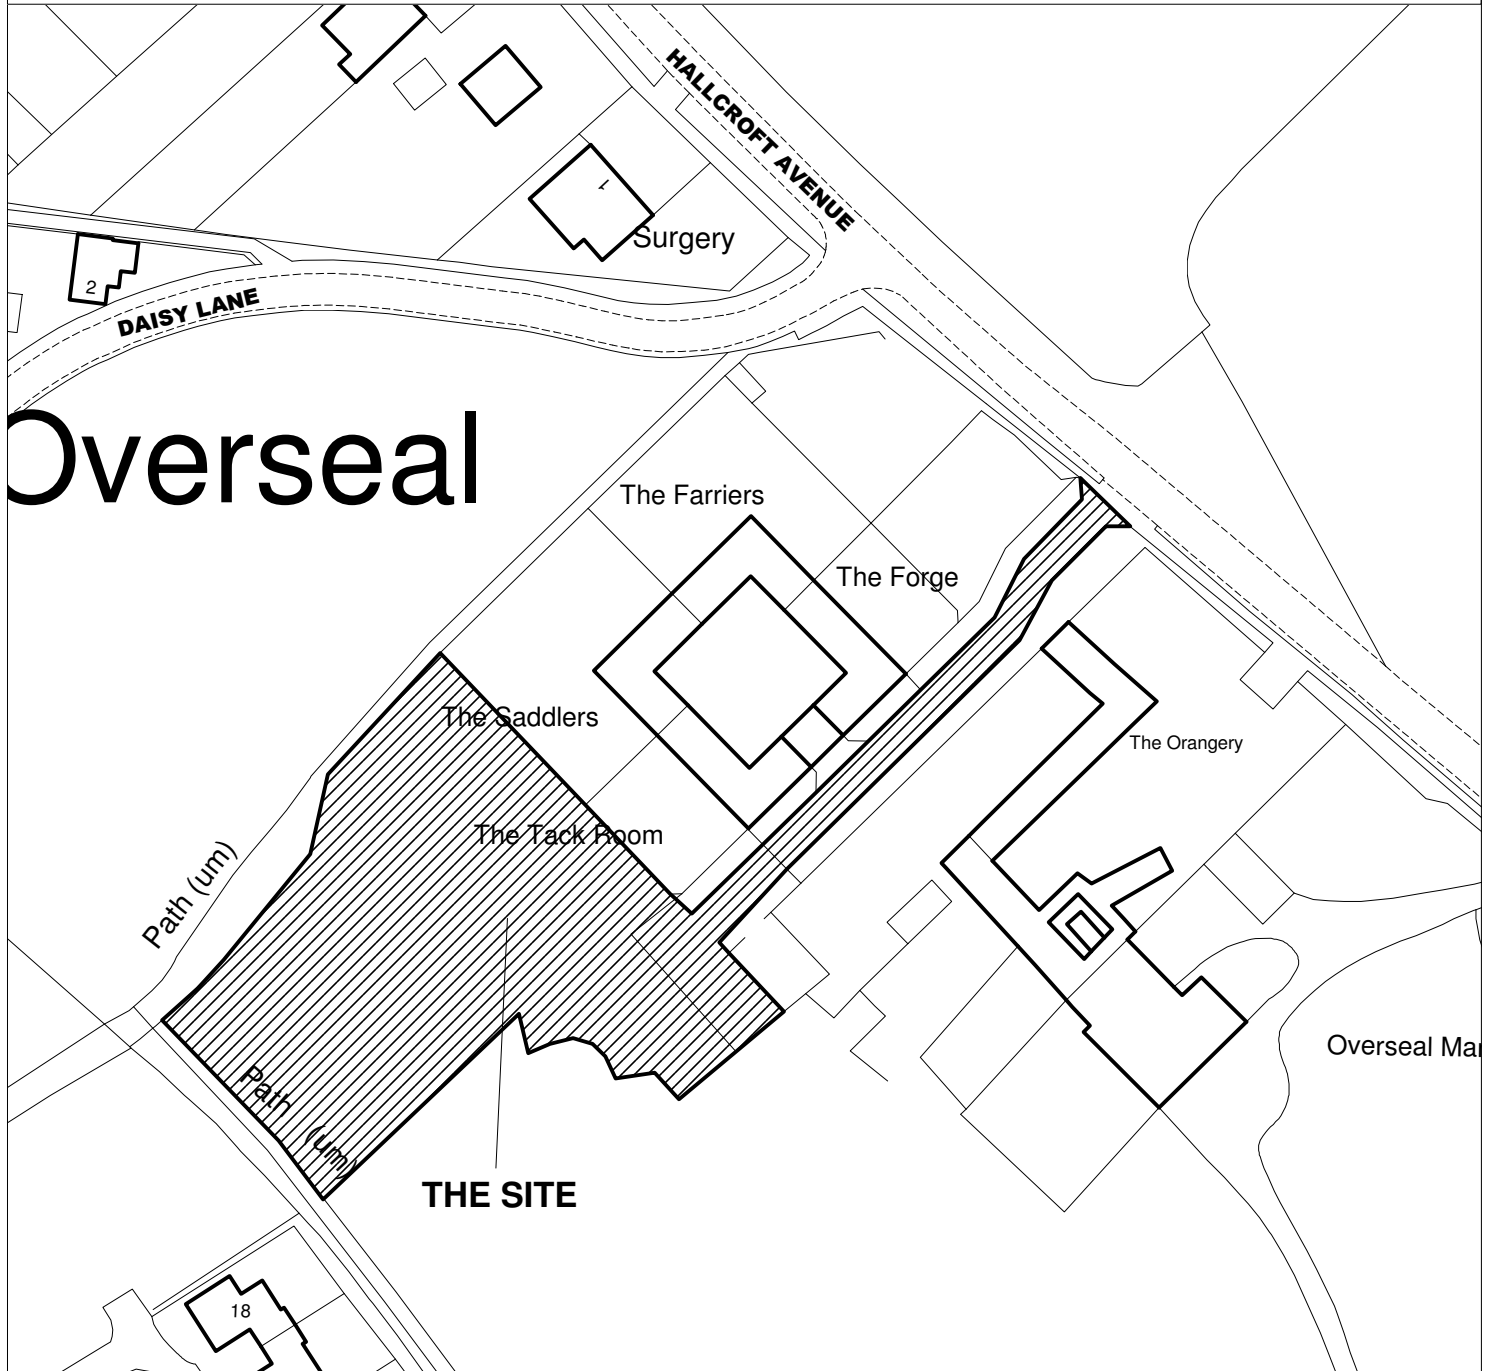 HALLCROFT AVENUE
1
Surgery
2
DAISY LANE
Overseal
The Farriers
The Forge
The Saddlers
The Orangery
The Tack Room
Path (um)
Overseal Ma
Path (um)
THE SITE
18